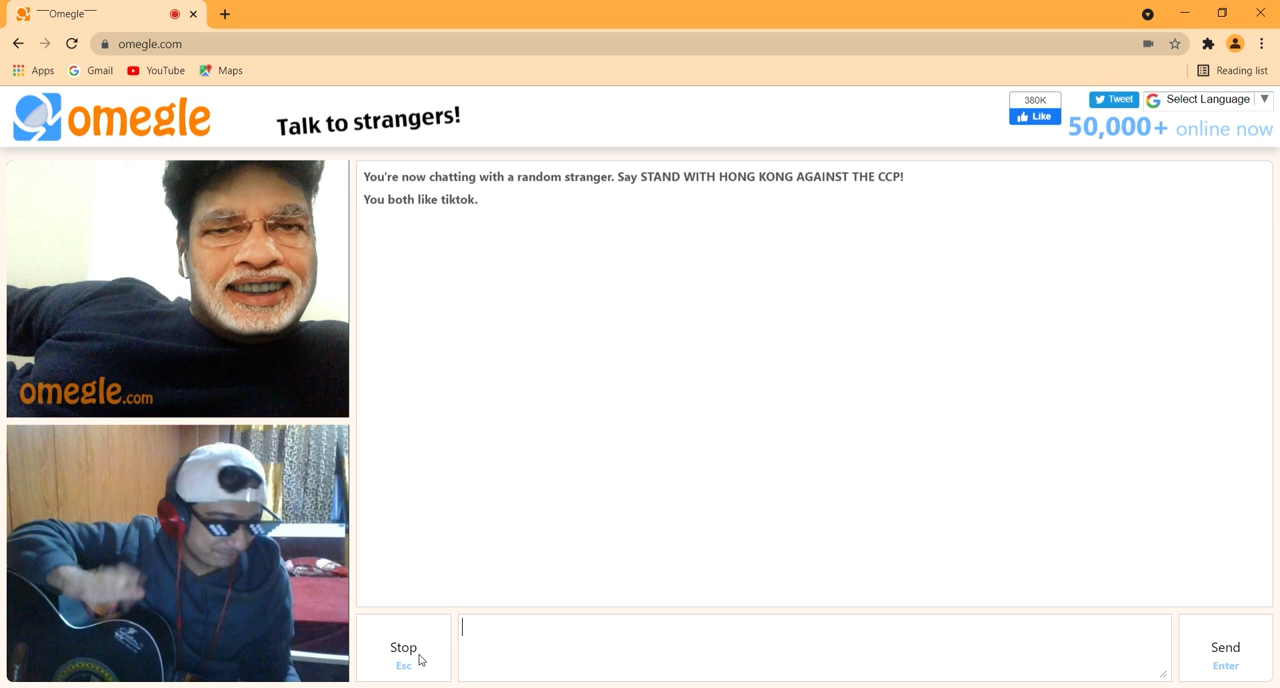 Omegle
omegle.com
Apps
Gmail
YouTube
Maps
Reading list
omegle
Talk to strangers!
380K
Like
Tweet
Select Language
50,000+ online now
You're now chatting with a random stranger. Say STAND WITH HONG KONG AGAINST THE CCP!
You both like tiktok.
omegle.com
Stop
Esc
Send
Enter